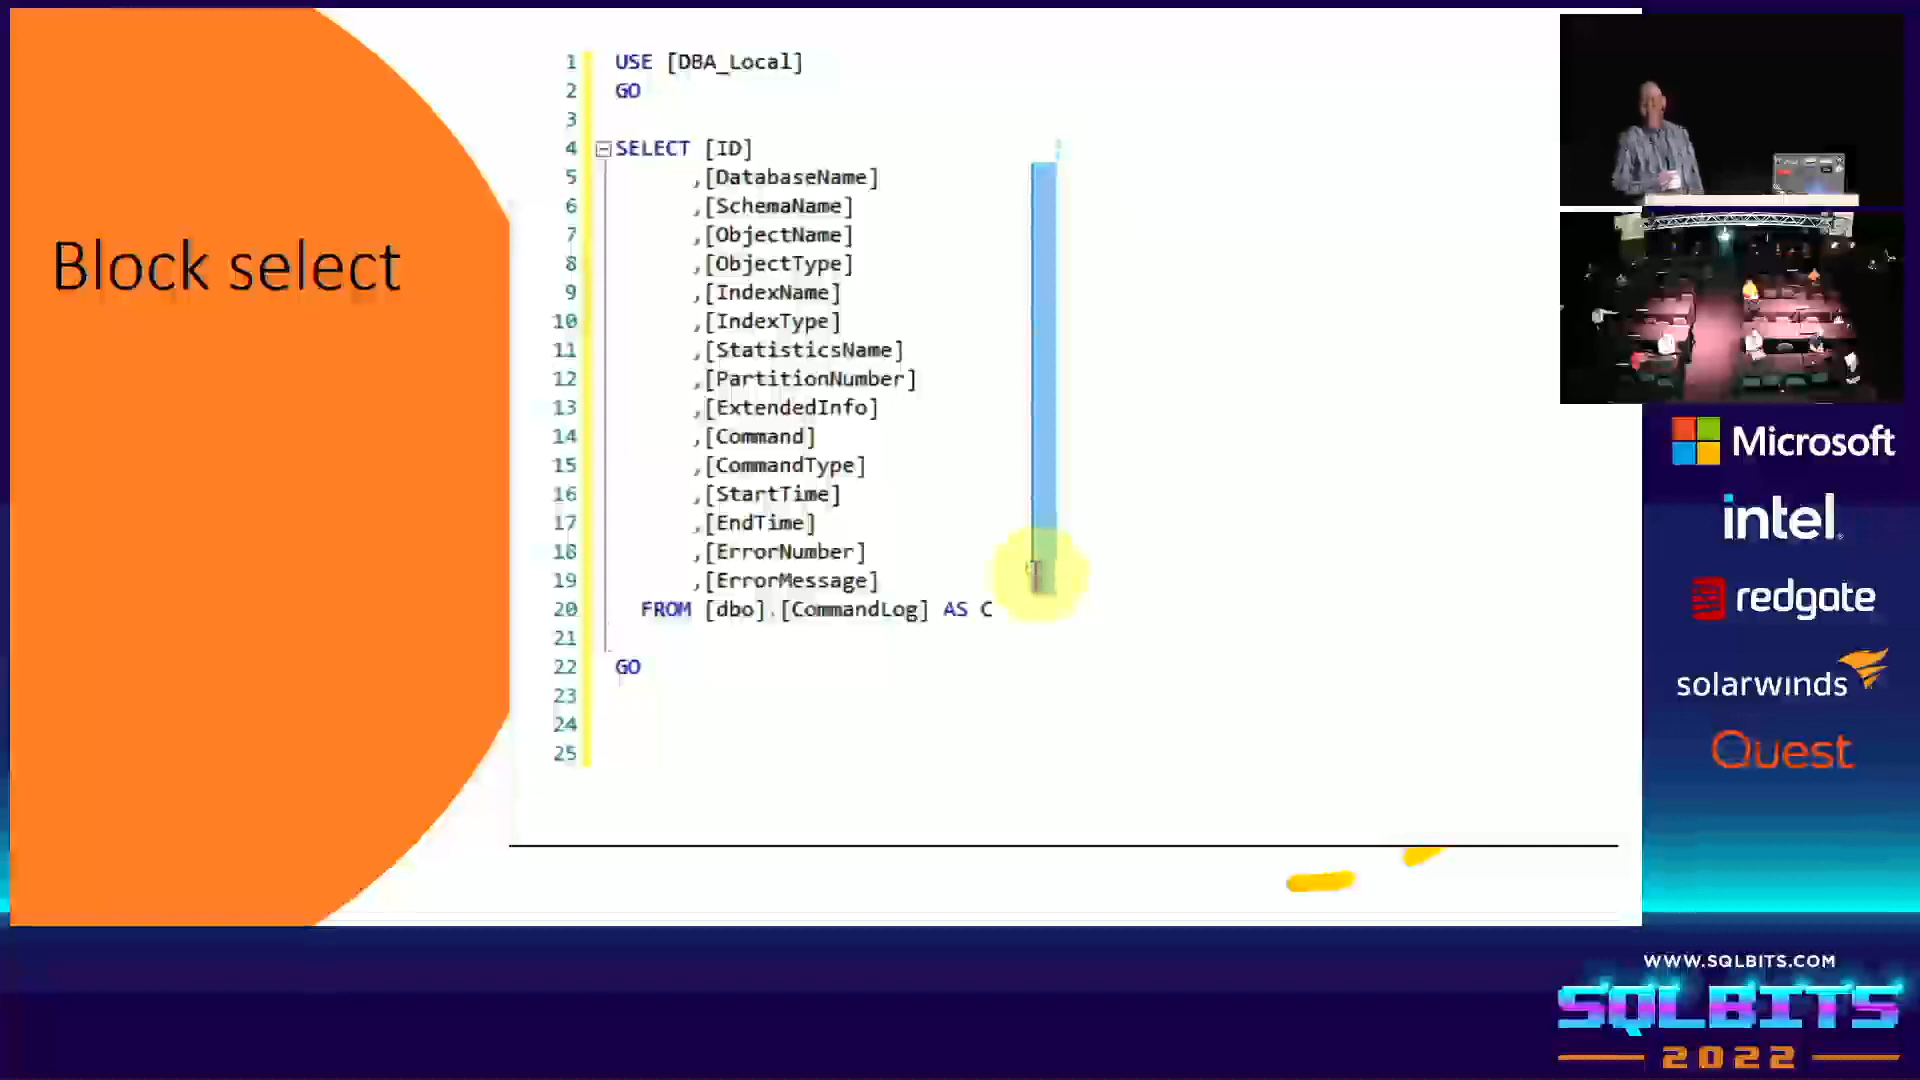 Block select
1 USE [DBA_Local]
2 GO
3
4 SELECT [ID]
5 ,[DatabaseName]
6 ,[SchemaName]
7 ,[ObjectName]
8 ,[ObjectType]
9 ,[IndexName]
10 ,[IndexType]
11 ,[StatisticsName]
12 ,[PartitionNumber]
13 ,[ExtendedInfo]
14 ,[Command]
15 ,[CommandType]
16 ,[StartTime]
17 ,[EndTime]
18 ,[ErrorNumber]
19 ,[ErrorMessage]
20 FROM [dbo].[CommandLog] AS C
21
22 GO
23
24
25
Microsoft
intel.
redgate
solarwinds
Quest
WWW.SQLBITS.COM
SQLBITS
2022